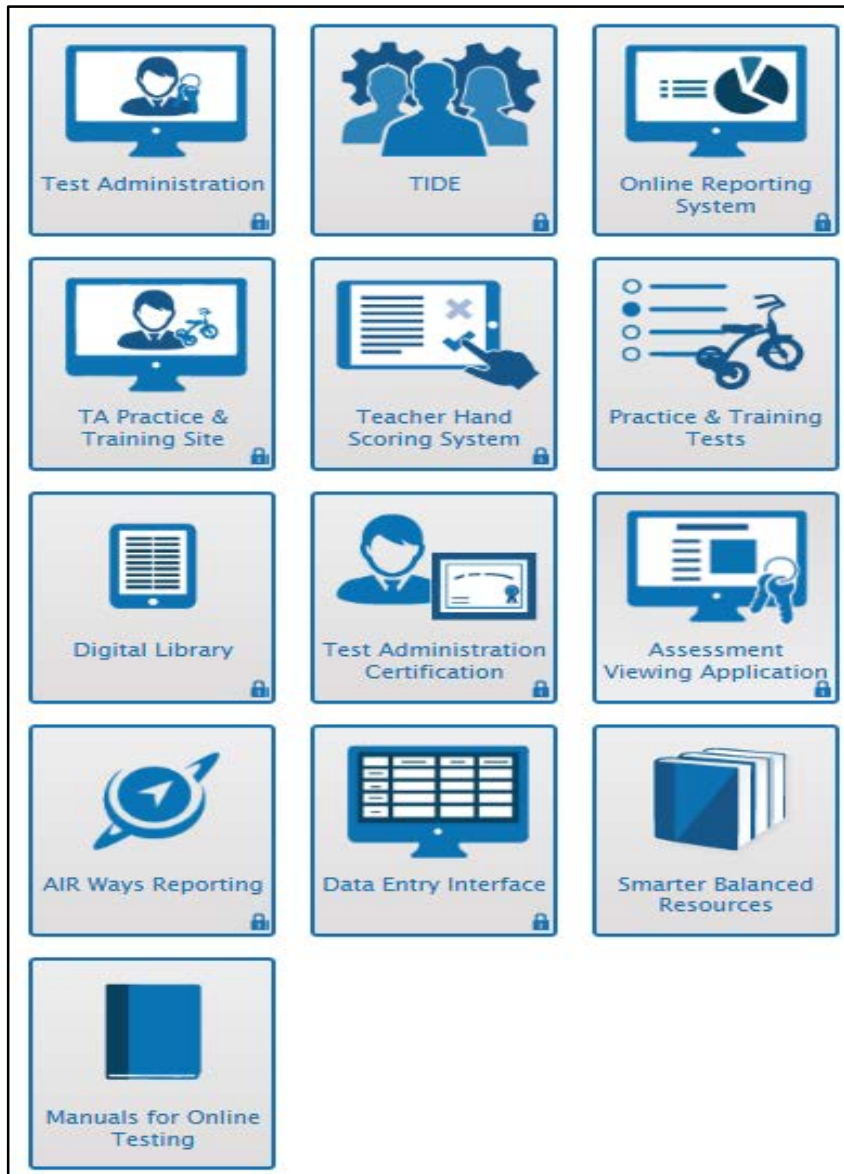 Test Administration
TIDE
Online Reporting
System
TA Practice &
Training Site
Teacher Hand
Scoring System
Practice & Training
Tests
Digital Library
Test Administration
Certification
Assessment
Viewing Application
AIR Ways Reporting
Data Entry Interface
Smarter Balanced
Resources
Manuals for Online
Testing